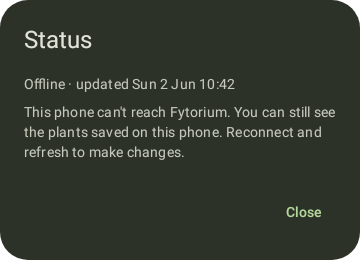 Status
Offline · updated Sun 2 Jun 10:42
This phone can't reach Fytorium. You can still see
the plants saved on this phone. Reconnect and
refresh to make changes.
Close